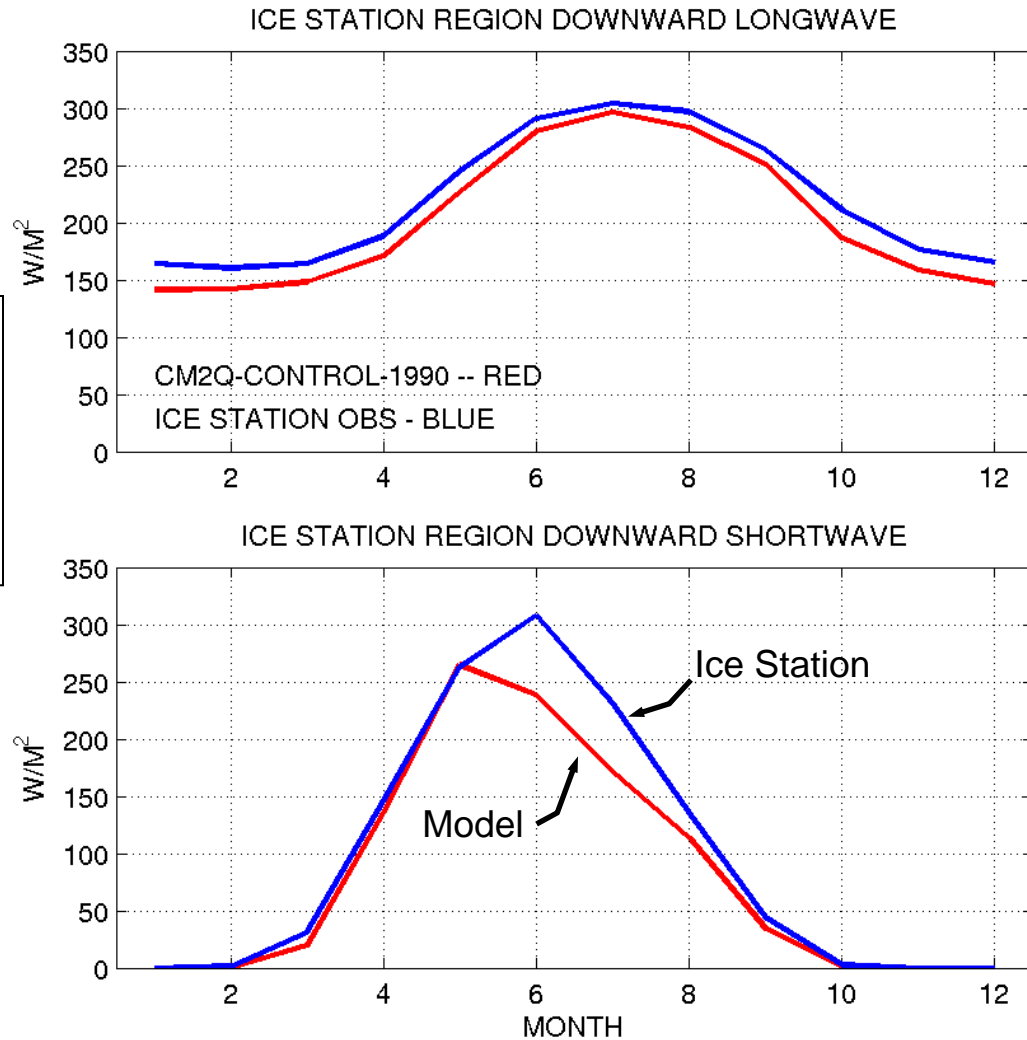 ICE STATION REGION DOWNWARD LONGWAVE
350
300
250
200
150
100
50
0
W/M²
CM2Q-CONTROL-1990 -- RED
ICE STATION OBS - BLUE
2 4 6 8 10 12
ICE STATION REGION DOWNWARD SHORTWAVE
350
300
250
200
150
100
50
0
W/M²
Ice Station
Model
2 4 6 8 10 12
MONTH